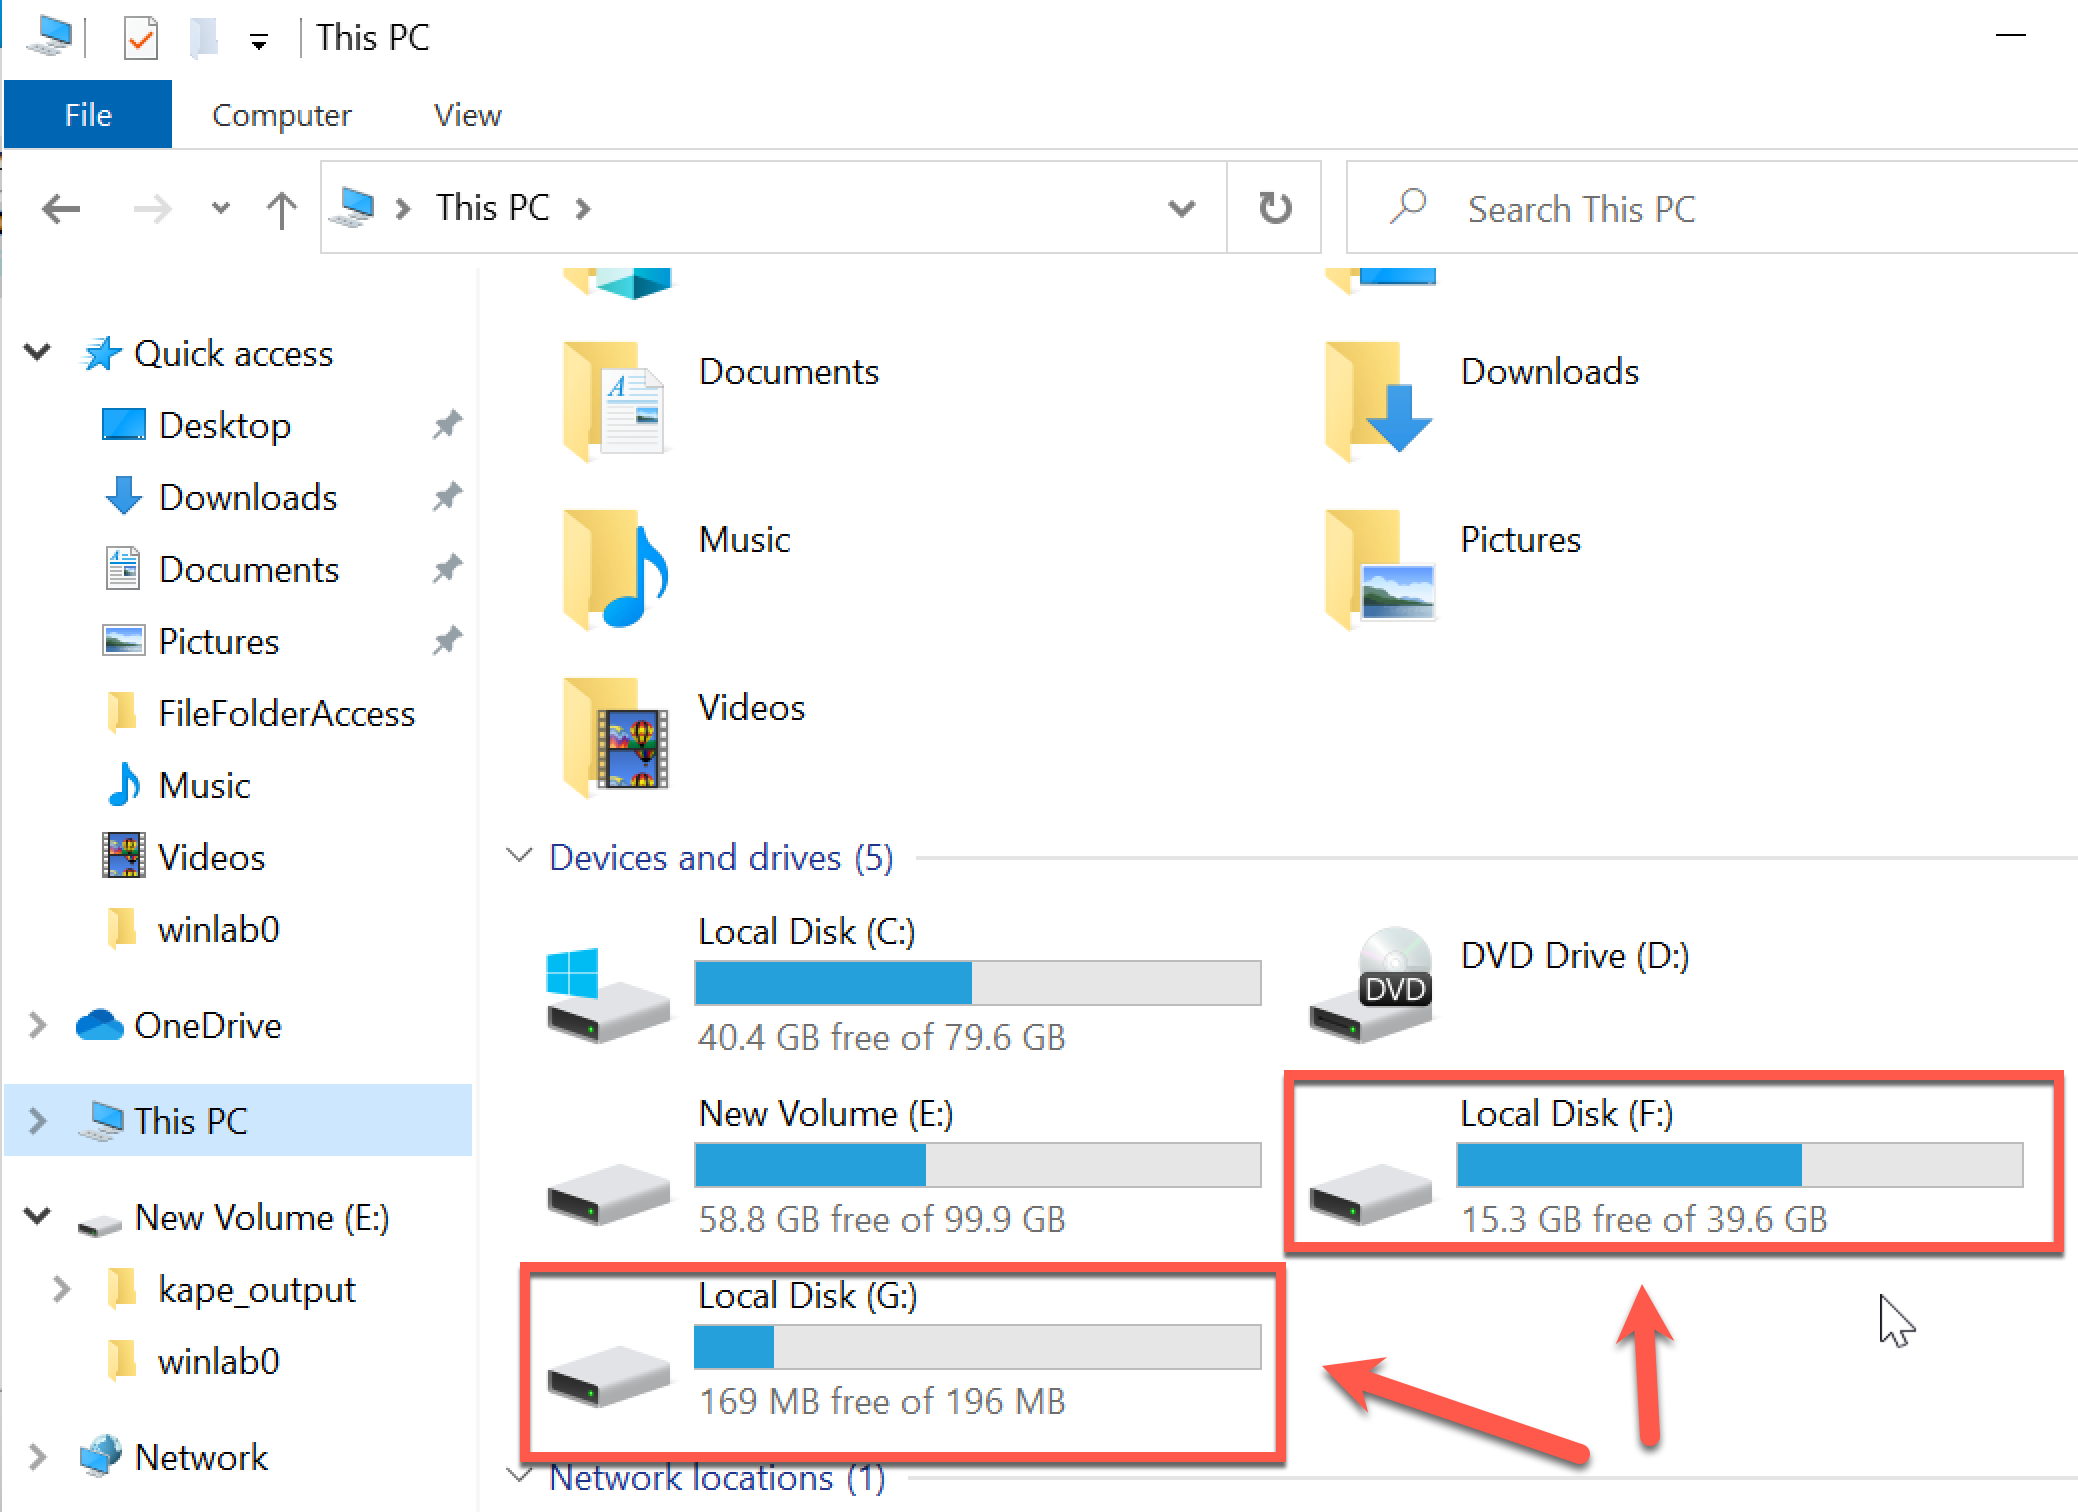 This PC
File Computer View
This PC
Search This PC
Quick access
Desktop
Downloads
Documents
Pictures
FileFolderAccess
Music
Videos
winlab0
OneDrive
This PC
New Volume (E:)
kape_output
winlab0
Network
Documents
Downloads
Music
Pictures
Videos
Devices and drives (5)
Local Disk (C:)
40.4 GB free of 79.6 GB
DVD
DVD Drive (D:)
New Volume (E:)
58.8 GB free of 99.9 GB
Local Disk (F:)
15.3 GB free of 39.6 GB
Local Disk (G:)
169 MB free of 196 MB
Network locations (1)